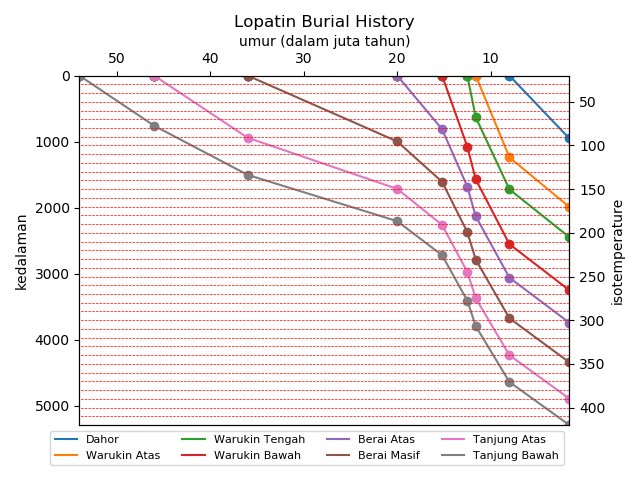 Lopatin Burial History
umur (dalam juta tahun)
50 40 30 20 10
0
1000
2000
3000
4000
5000
kedalaman
50
100
150
200
250
300
350
400
isotemperature
Dahor Warukin Tengah Berai Atas Tanjung Atas
Warukin Atas Warukin Bawah Berai Masif Tanjung Bawah